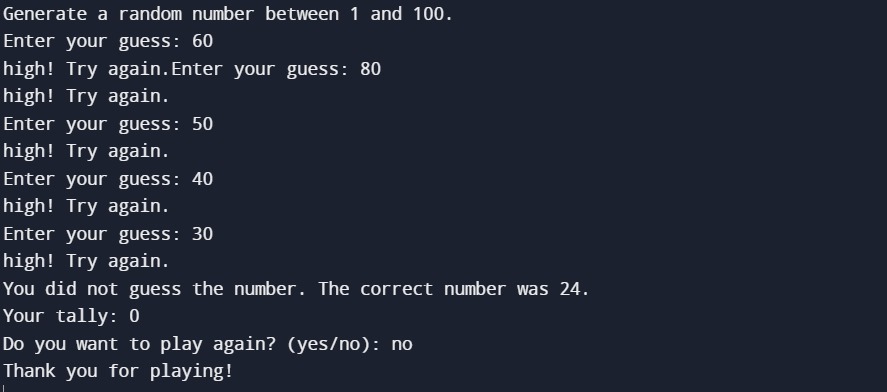 Generate a random number between 1 and 100.
Enter your guess: 60
high! Try again.Enter your guess: 80
high! Try again.
Enter your guess: 50
high! Try again.
Enter your guess: 40
high! Try again.
Enter your guess: 30
high! Try again.
You did not guess the number. The correct number was 24.
Your tally: 0
Do you want to play again? (yes/no): no
Thank you for playing!